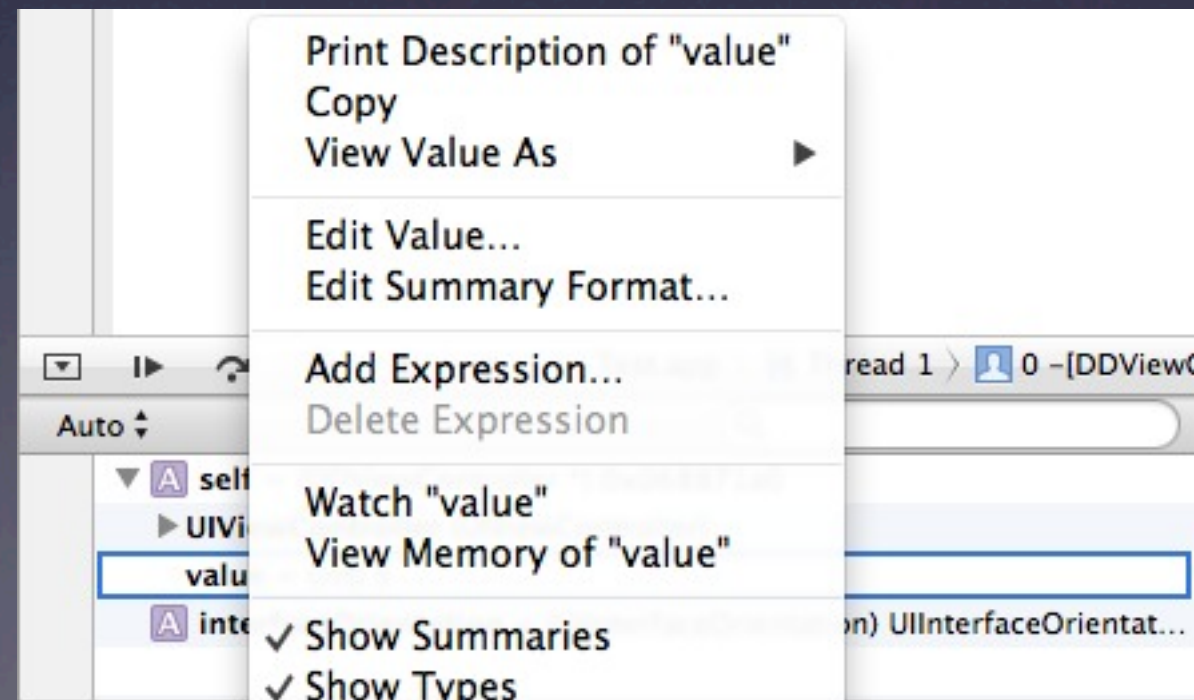 Print Description of "value"
Copy
View Value As
Edit Value...
Edit Summary Format...
Add Expression...
Delete Expression
read 1 〉 0 -[DDViewC
Auto
A self
UIVi
valu
A inte
on) UIInterfaceOrientat...
Watch "value"
View Memory of "value"
✓ Show Summaries
✓ Show Types